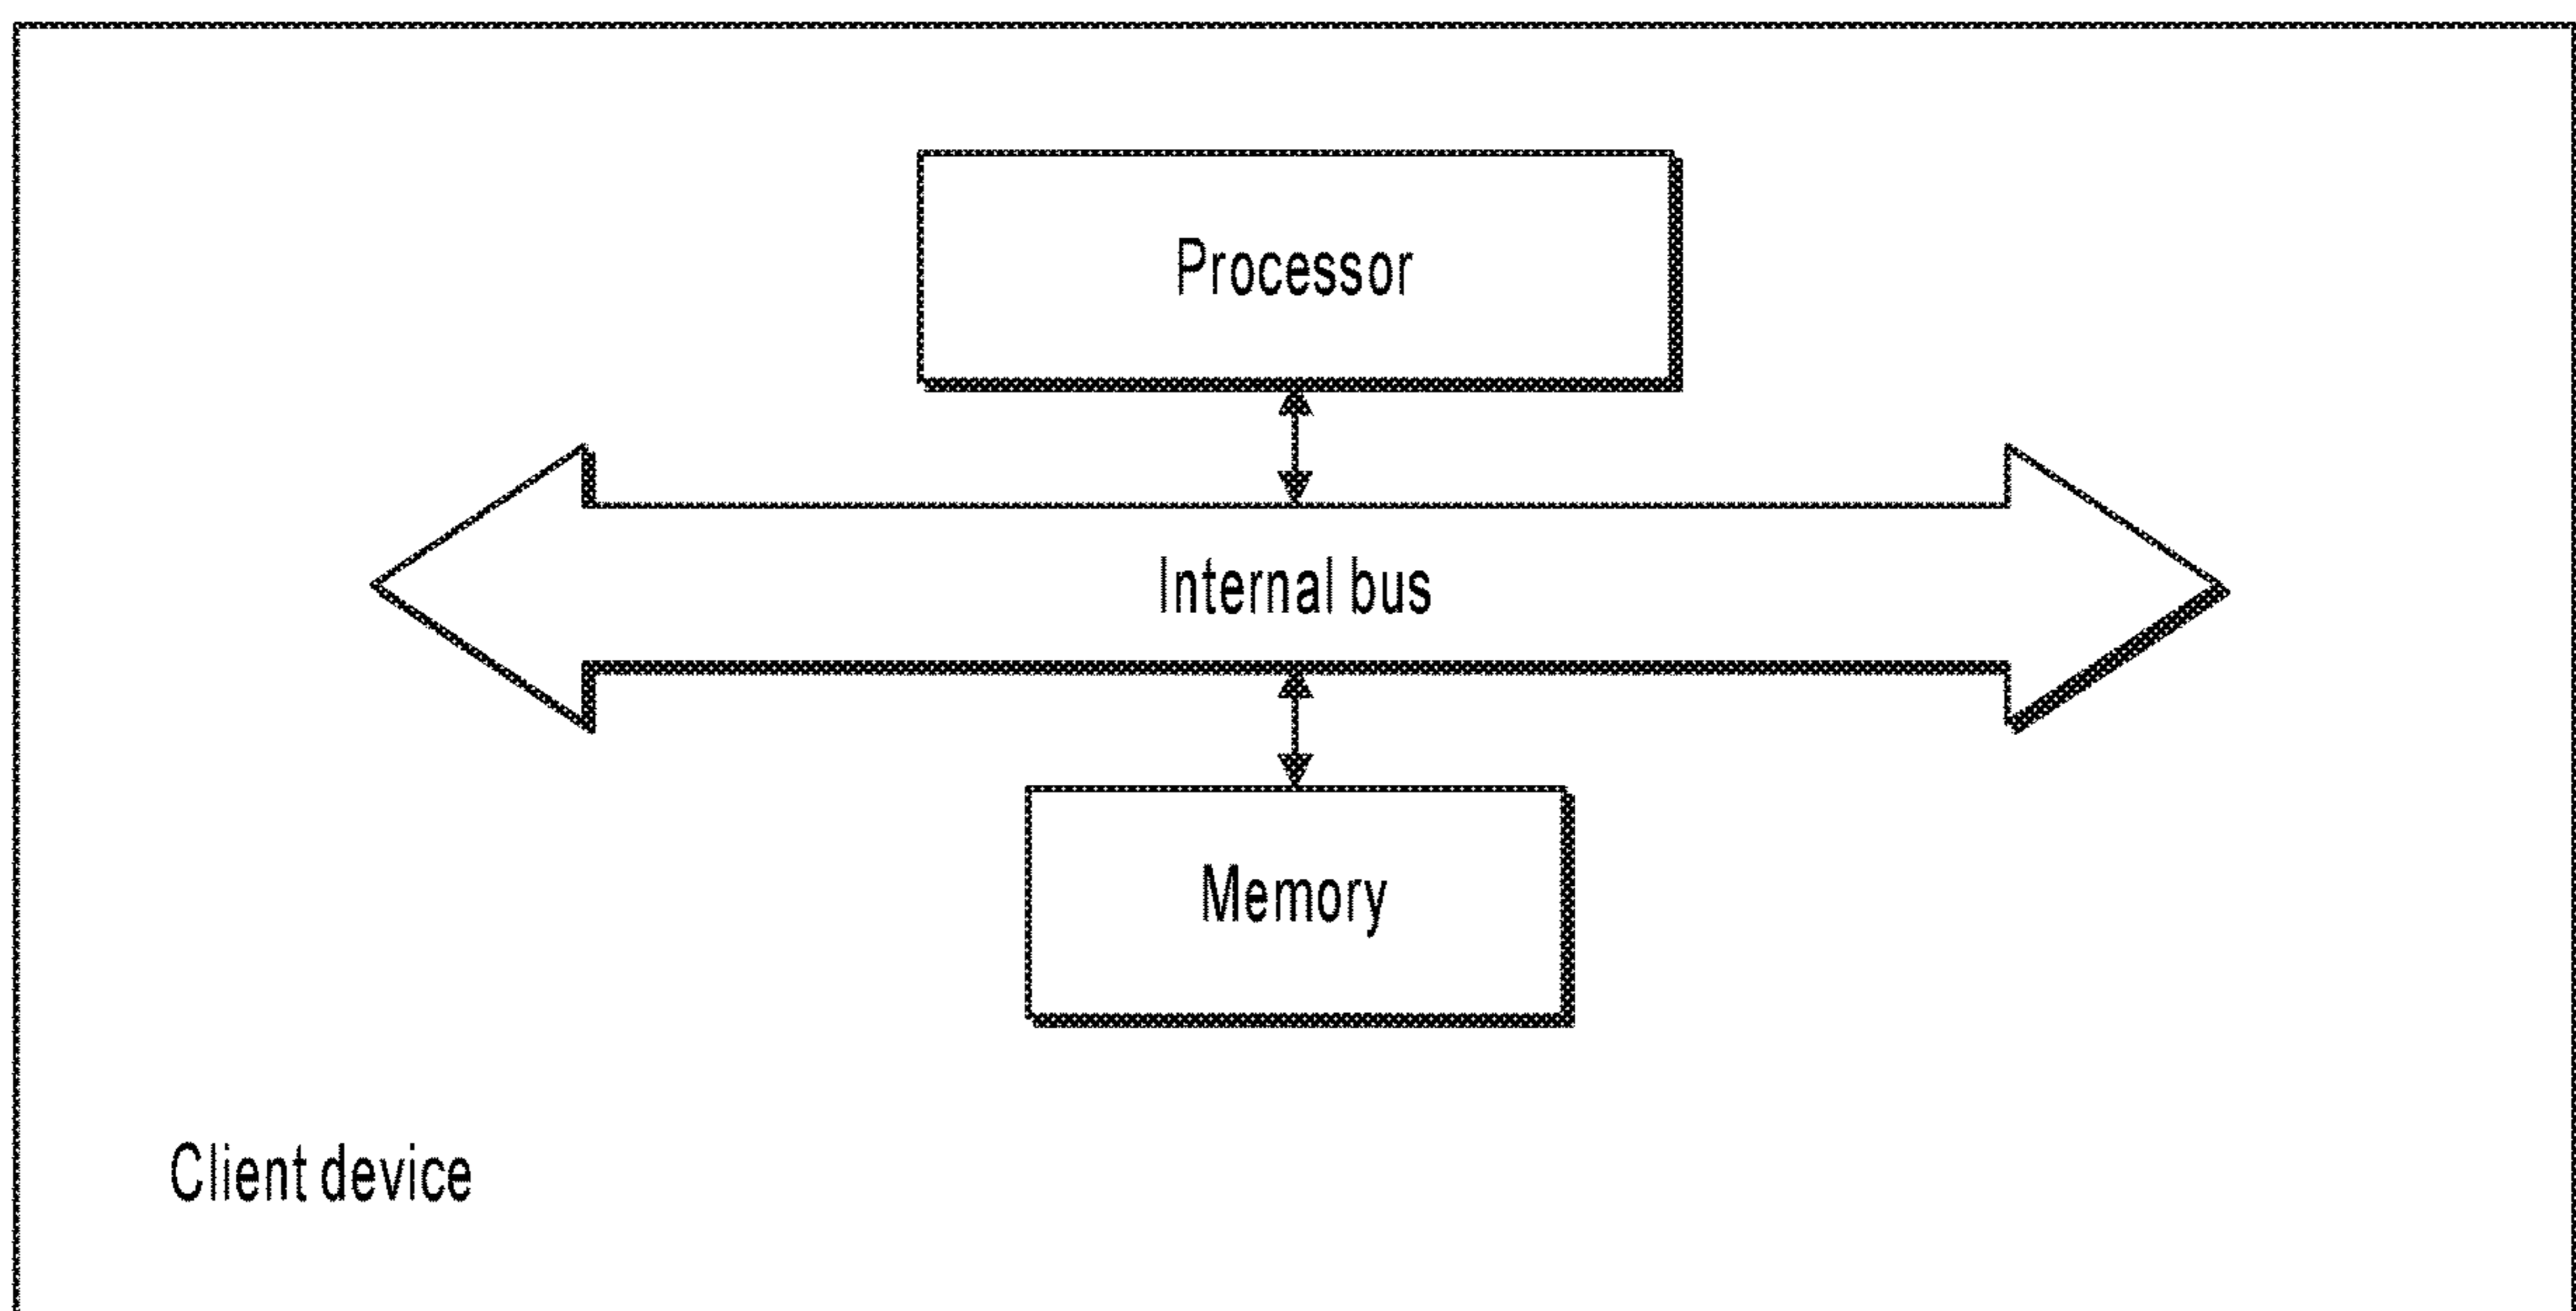 Processor
Internal bus
Memory
Client device